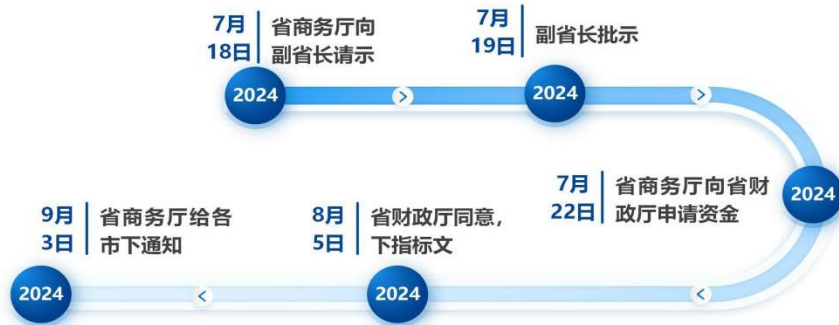 7月
18日
省商务厅向
副省长请示
2024
7月
19日
副省长批示
2024
7月
22日
省商务厅向省财
政厅申请资金
2024
8月
5日
省财政厅同意，
下指标文
2024
9月
3日
省商务厅给各
市下通知
2024